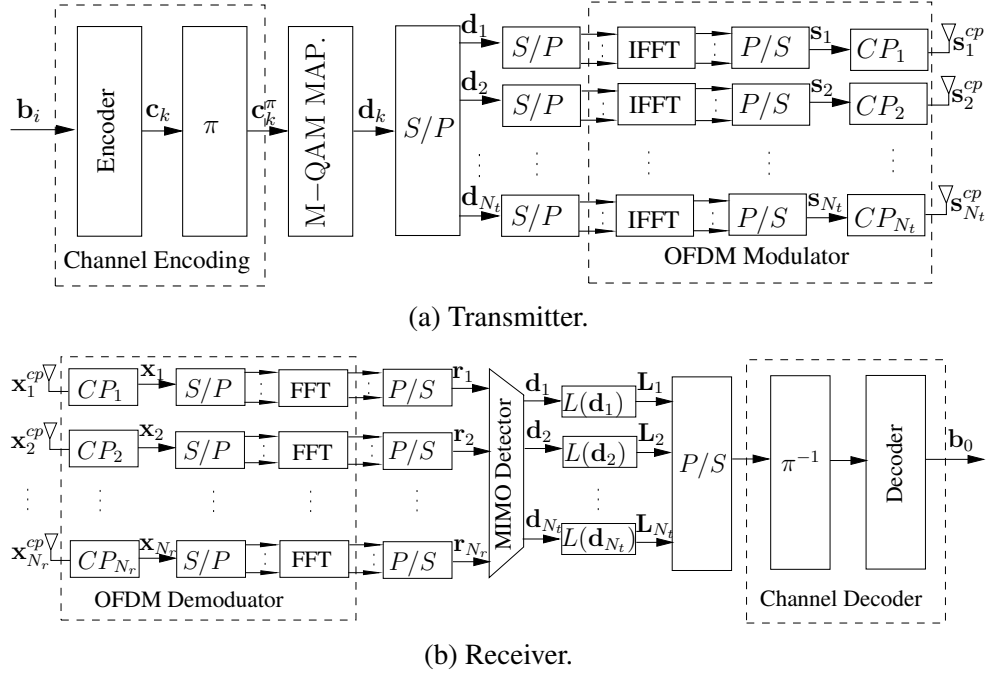 d_1 S/P IFFT P/S s_1 CP_1 s_1^{cp}
d_2 S/P IFFT P/S s_2 CP_2 s_2^{cp}
b_i Encoder c_k π c_k^π M-QAM MAP. d_k S/P
d_{N_t} S/P IFFT P/S s_{N_t} CP_{N_t} s_{N_t}^{cp}
Channel Encoding OFDM Modulator
(a) Transmitter.
x_1^{cp} CP_1 x_1 S/P FFT P/S r_1 d_1 L(d_1) L_1
x_2^{cp} CP_2 x_2 S/P FFT P/S r_2 MIMO Detector d_2 L(d_2) L_2 P/S π^{-1} Decoder b_0
x_{N_r}^{cp} CP_{N_r} x_{N_r} S/P FFT P/S r_{N_r} d_{N_t} L(d_{N_t}) L_{N_t}
OFDM Demoduator Channel Decoder
(b) Receiver.